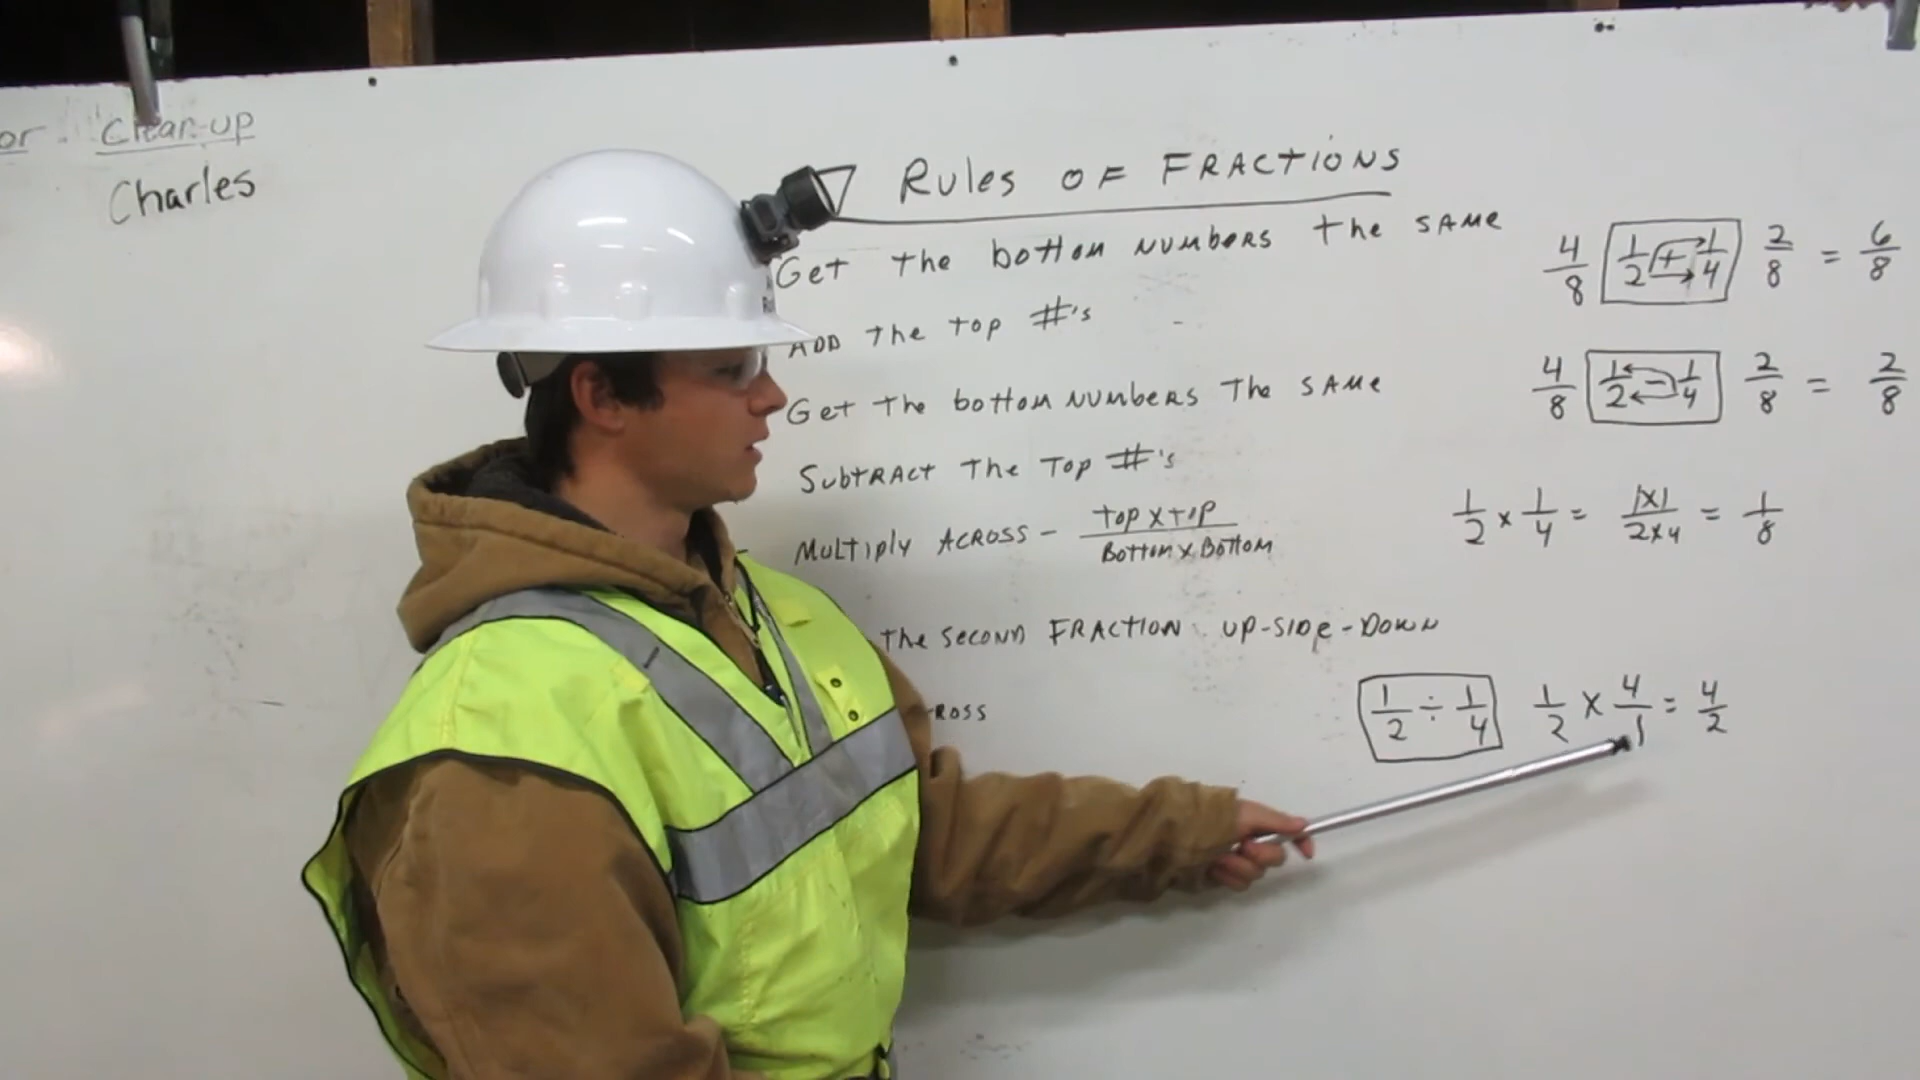 or Clean-up
Charles
Rules OF FRACTIONS
Get the bottom numbers the same
4/8 1/2 + 1/4 2/8 = 6/8
ADD the top #'s
Get the bottom numbers the same
4/8 1/2 - 1/4 2/8 = 2/8
Subtract the top #'s
Multiply Across - top x top / Bottom x Bottom
1/2 x 1/4 = 1x1/2x4 = 1/8
the second FRACTION up-side-down
ross
1/2 ÷ 1/4 1/2 x 4/1 = 4/2